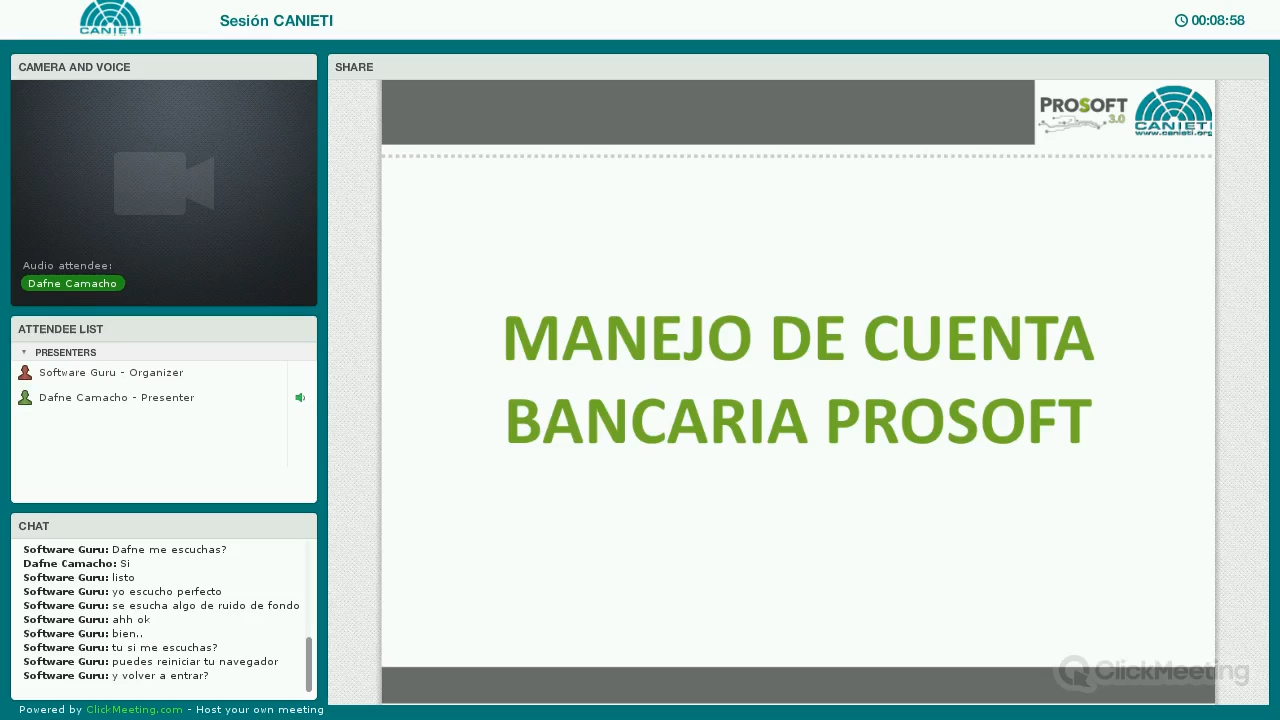 CANIETI
Sesión CANIETI
00:08:58
CAMERA AND VOICE
Audio attendee:
Dafne Camacho
ATTENDEE LIST
PRESENTERS
Software Guru - Organizer
Dafne Camacho - Presenter
CHAT
Software Guru: Dafne me escuchas?
Dafne Camacho: Si
Software Guru: listo
Software Guru: yo escucho perfecto
Software Guru: se esucha algo de ruido de fondo
Software Guru: ahh ok
Software Guru: bien..
Software Guru: tu si me escuchas?
Software Guru: puedes reiniciar tu navegador
Software Guru: y volver a entrar?
Powered by ClickMeeting.com - Host your own meeting
SHARE
PROSOFT
3.0
CANIETI
www.canieti.org
MANEJO DE CUENTA
BANCARIA PROSOFT
ClickMeeting